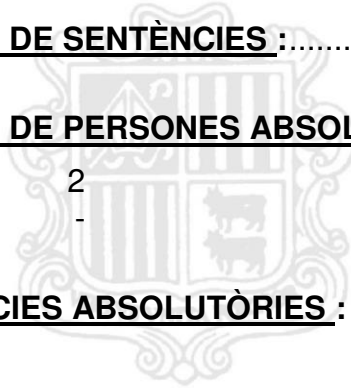 DE SENTÈNCIES :.......
DE PERSONES ABSOL
2
-
CIES ABSOLUTÒRIES :